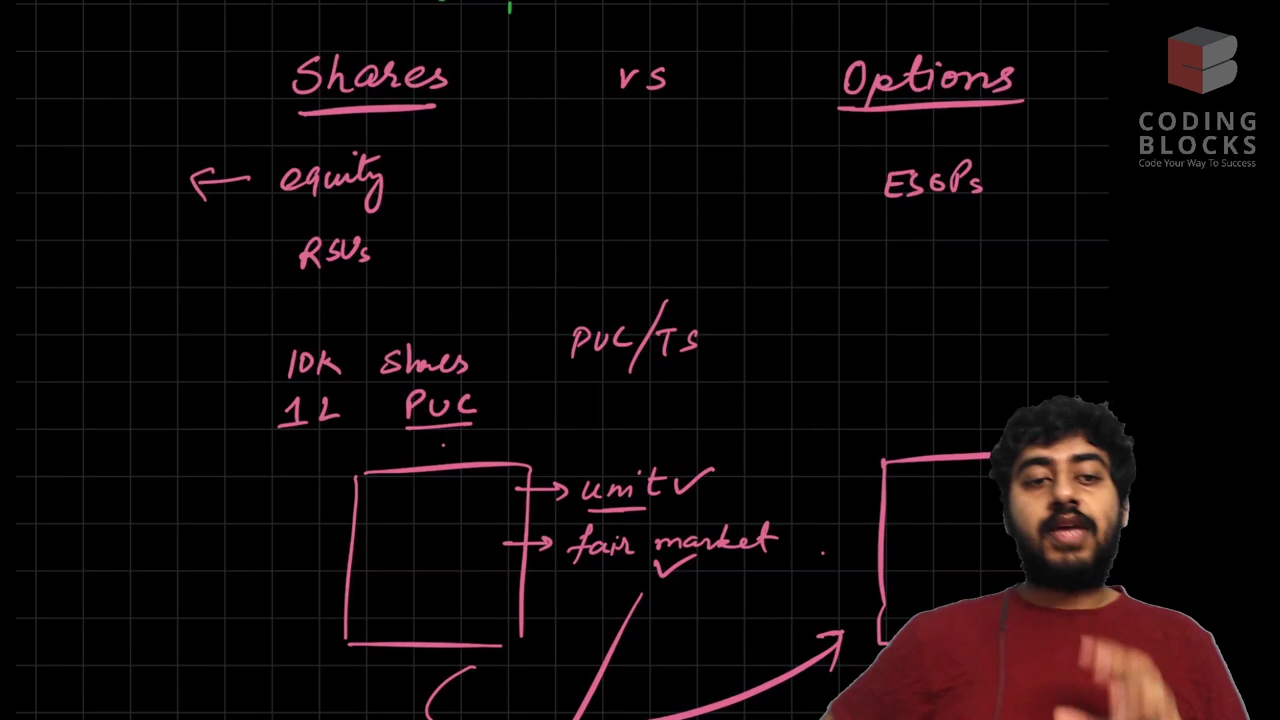 Shares vs Options
← equity ESOPs
RSUs
PUC/TS
10K Shares
1L PUC
→ unit ✓
→ fair market ✓
CODING
BLOCKS
Code Your Way To Success